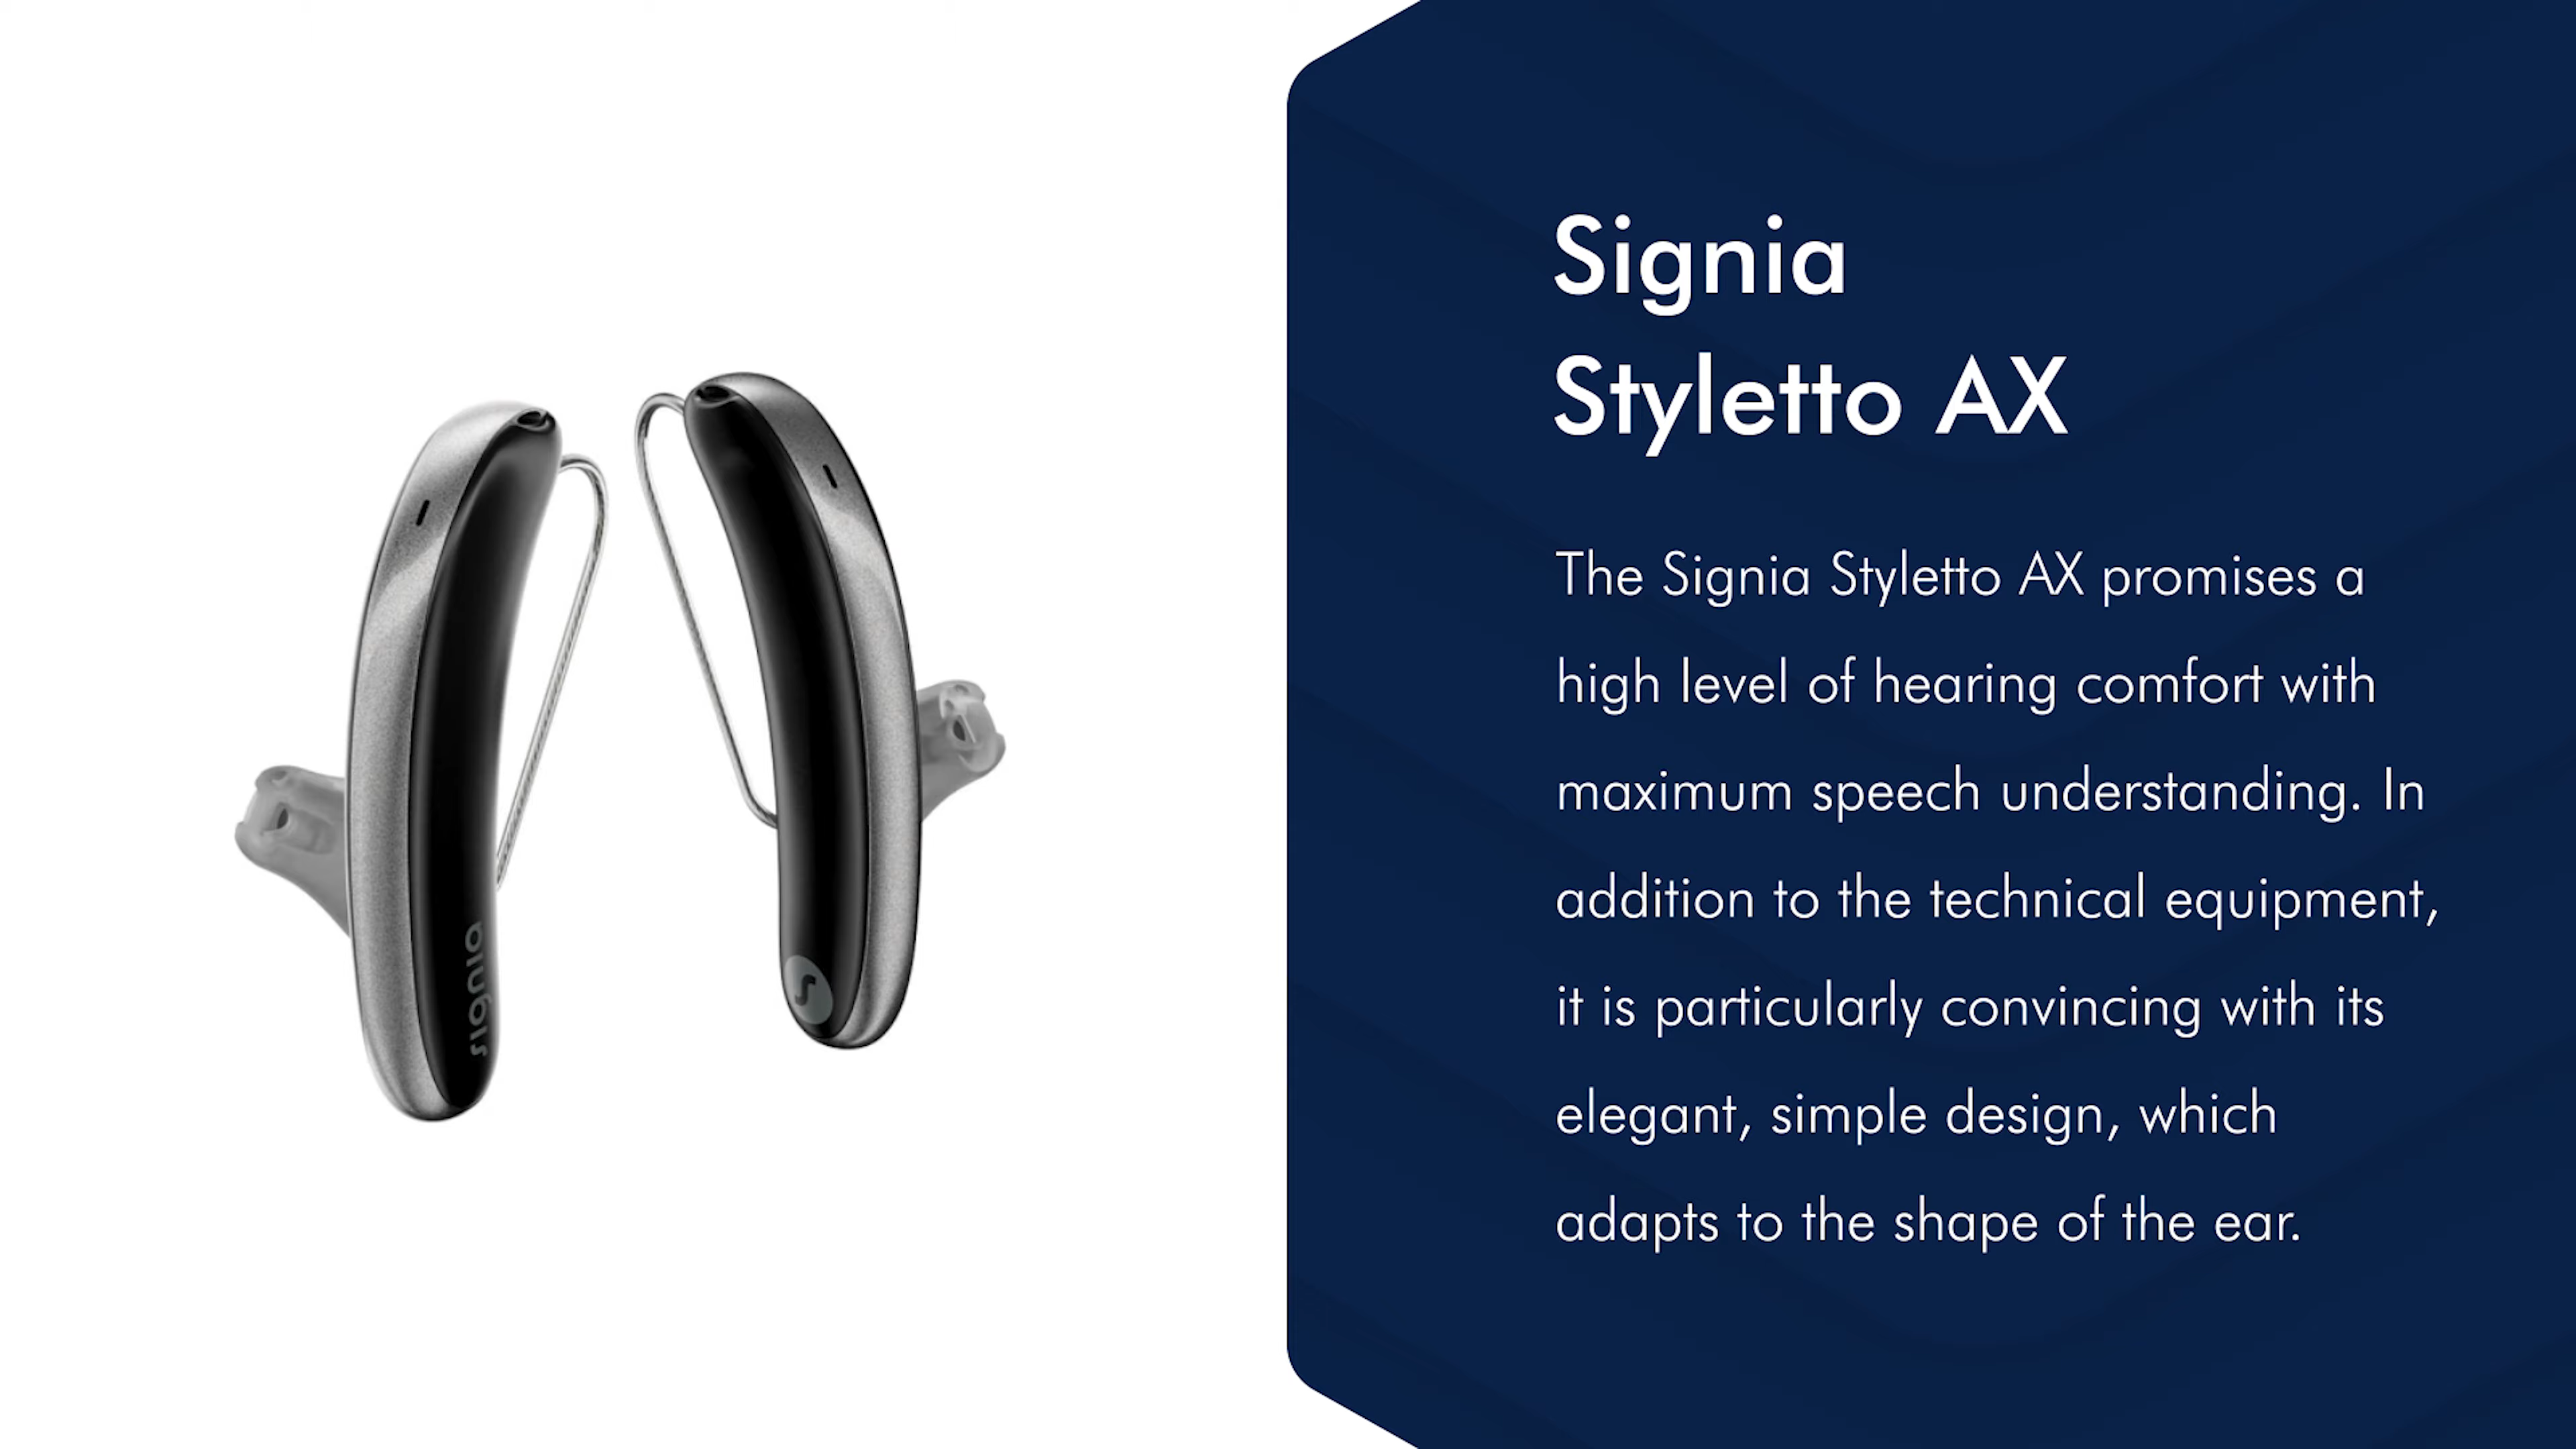 Signia
Styletto AX
The Signia Styletto AX promises a
high level of hearing comfort with
maximum speech understanding. In
addition to the technical equipment,
it is particularly convincing with its
elegant, simple design, which
adapts to the shape of the ear.
signia